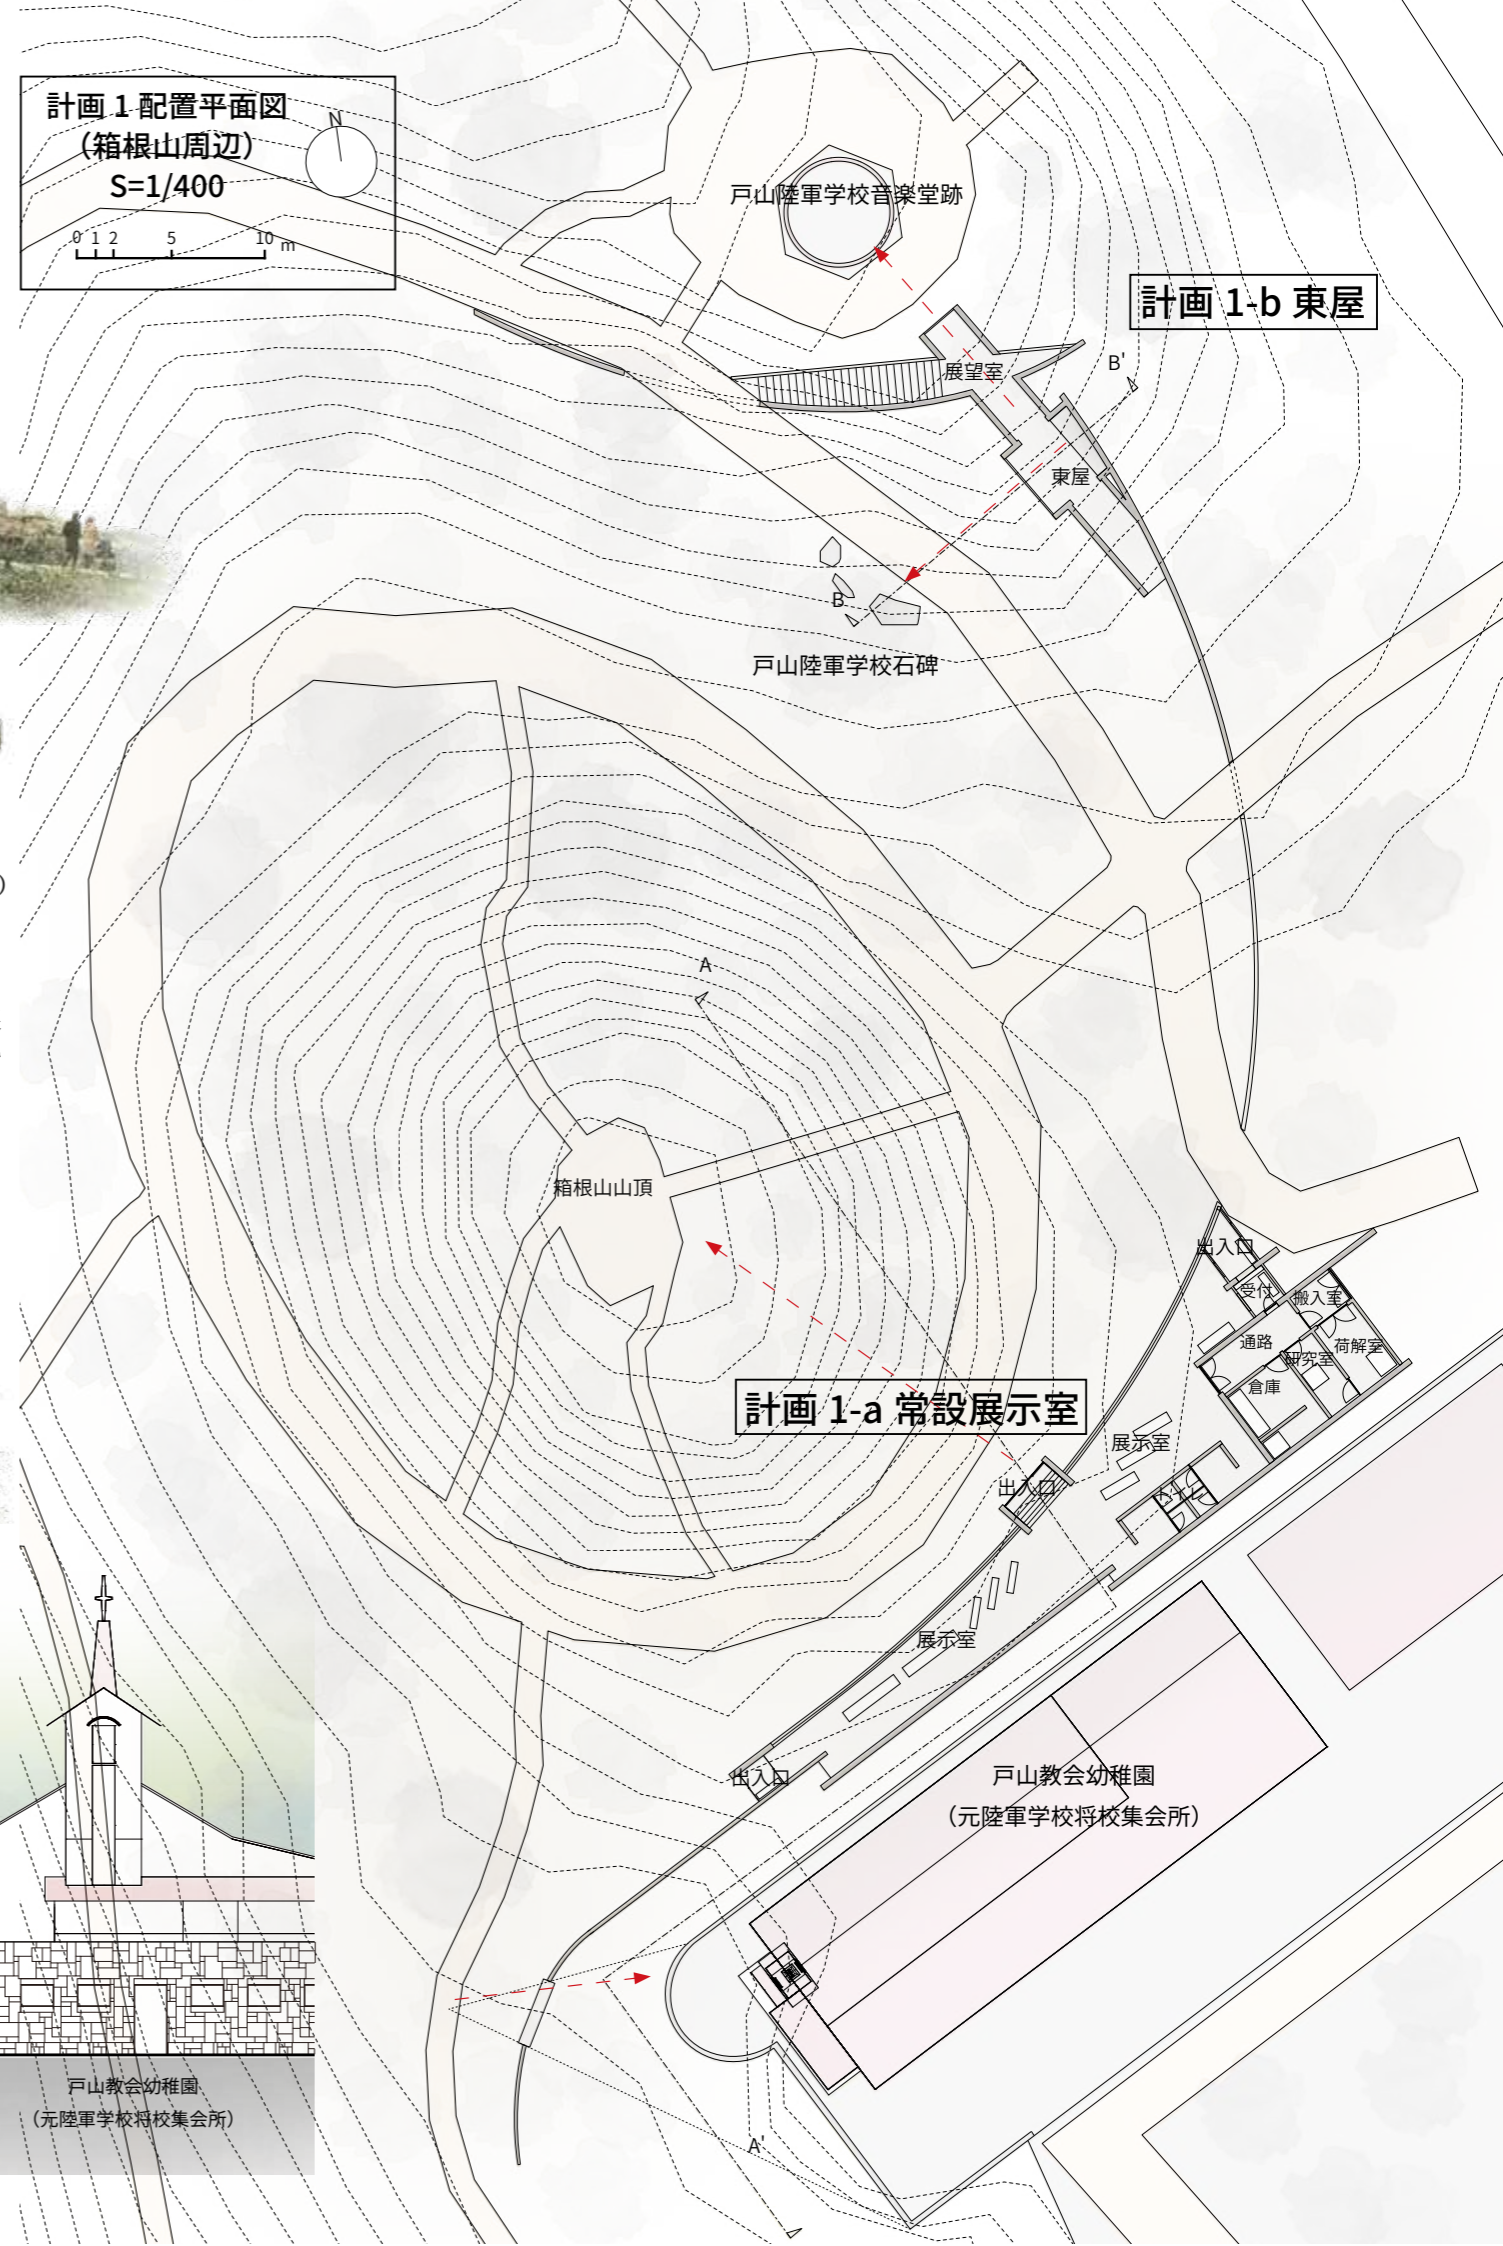 計画 1 配置平面図
（箱根山周辺）
S=1/400
N
0 1 2 5 10 m
戸山陸軍学校音楽堂跡
計画 1-b 東屋
展望室
B'
東屋
B
戸山陸軍学校石碑
）
A
箱根山山頂
出入口
受付
搬入室
通路
研究室
荷解室
倉庫
計画 1-a 常設展示室
展示室
出入口
展示室
出入口
戸山教会幼稚園
（元陸軍学校将校集会所）
戸山教会幼稚園
（元陸軍学校将校集会所）
A'